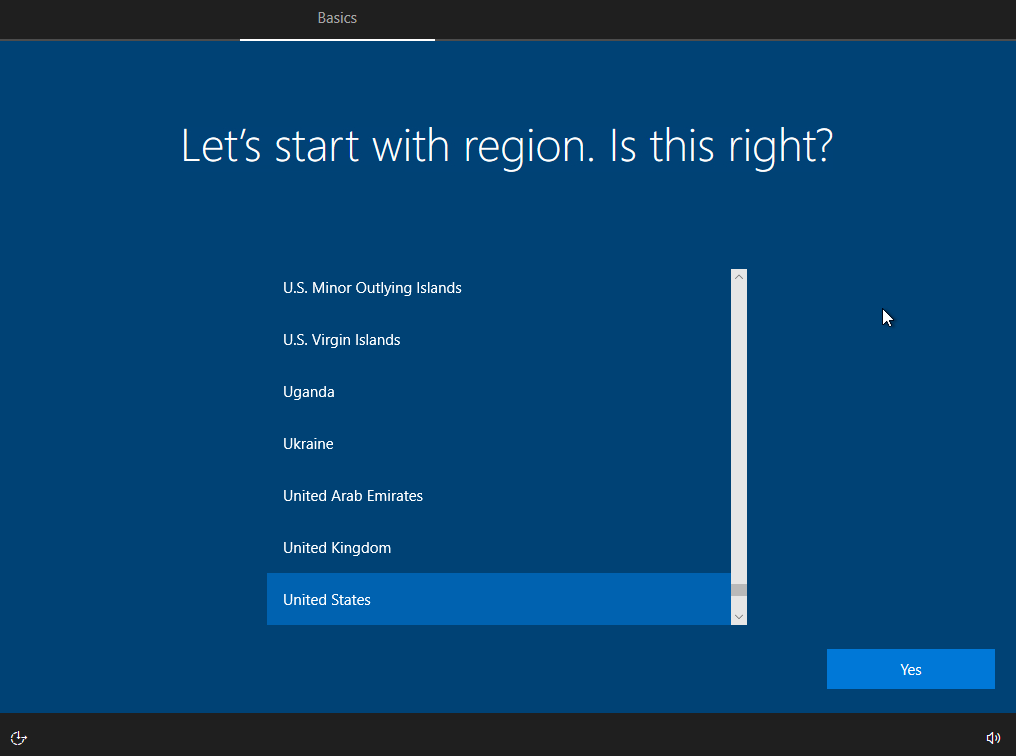 Basics
Let's start with region. Is this right?
U.S. Minor Outlying Islands
U.S. Virgin Islands
Uganda
Ukraine
United Arab Emirates
United Kingdom
United States
Yes